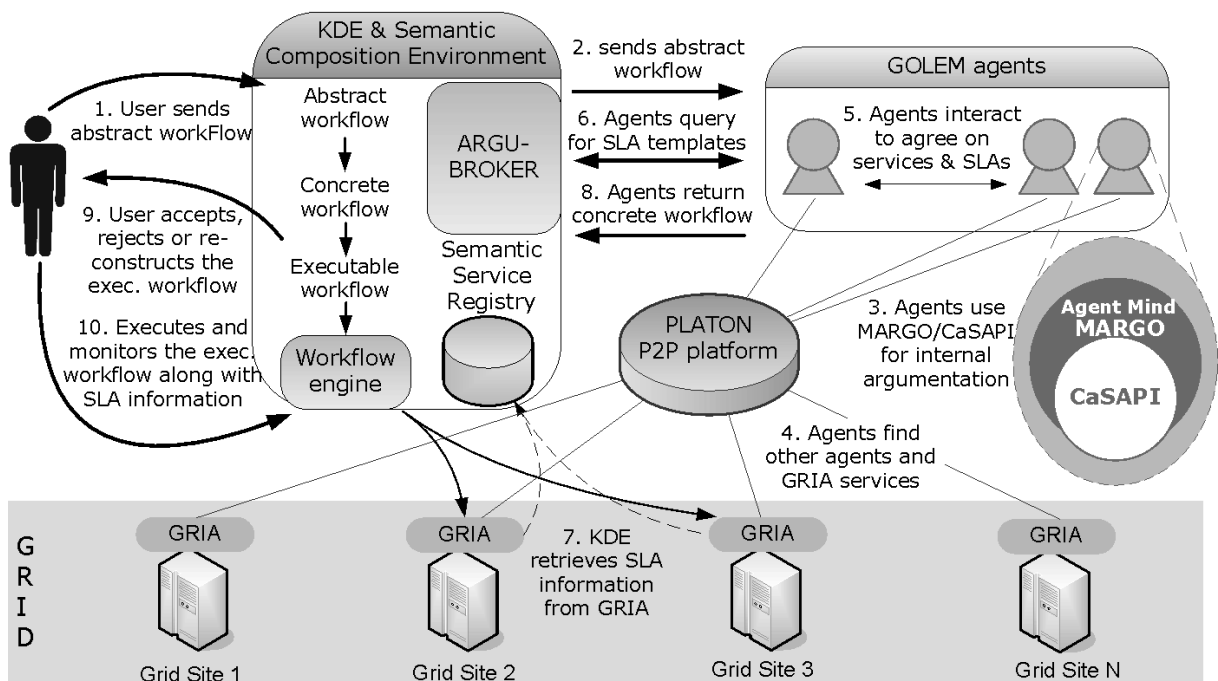 KDE & Semantic
Composition Environment
1. User sends
abstract workFlow
Abstract
workflow
Concrete
workflow
Executable
workflow
Workflow
engine
ARGU-
BROKER
Semantic
Service
Registry
2. sends abstract
workflow
6. Agents query
for SLA templates
8. Agents return
concrete workflow
GOLEM agents
5. Agents interact
to agree on
services & SLAs
9. User accepts,
rejects or re-
constructs the
exec. workflow
10. Executes and
monitors the exec.
workflow along with
SLA information
PLATON
P2P platform
3. Agents use
MARGO/CaSAPI
for internal
argumentation
Agent Mind
MARGO
CaSAPI
4. Agents find
other agents and
GRIA services
G
R
I
D
GRIA
GRIA
GRIA
GRIA
7. KDE
retrieves SLA
information
from GRIA
Grid Site 1
Grid Site 2
Grid Site 3
Grid Site N